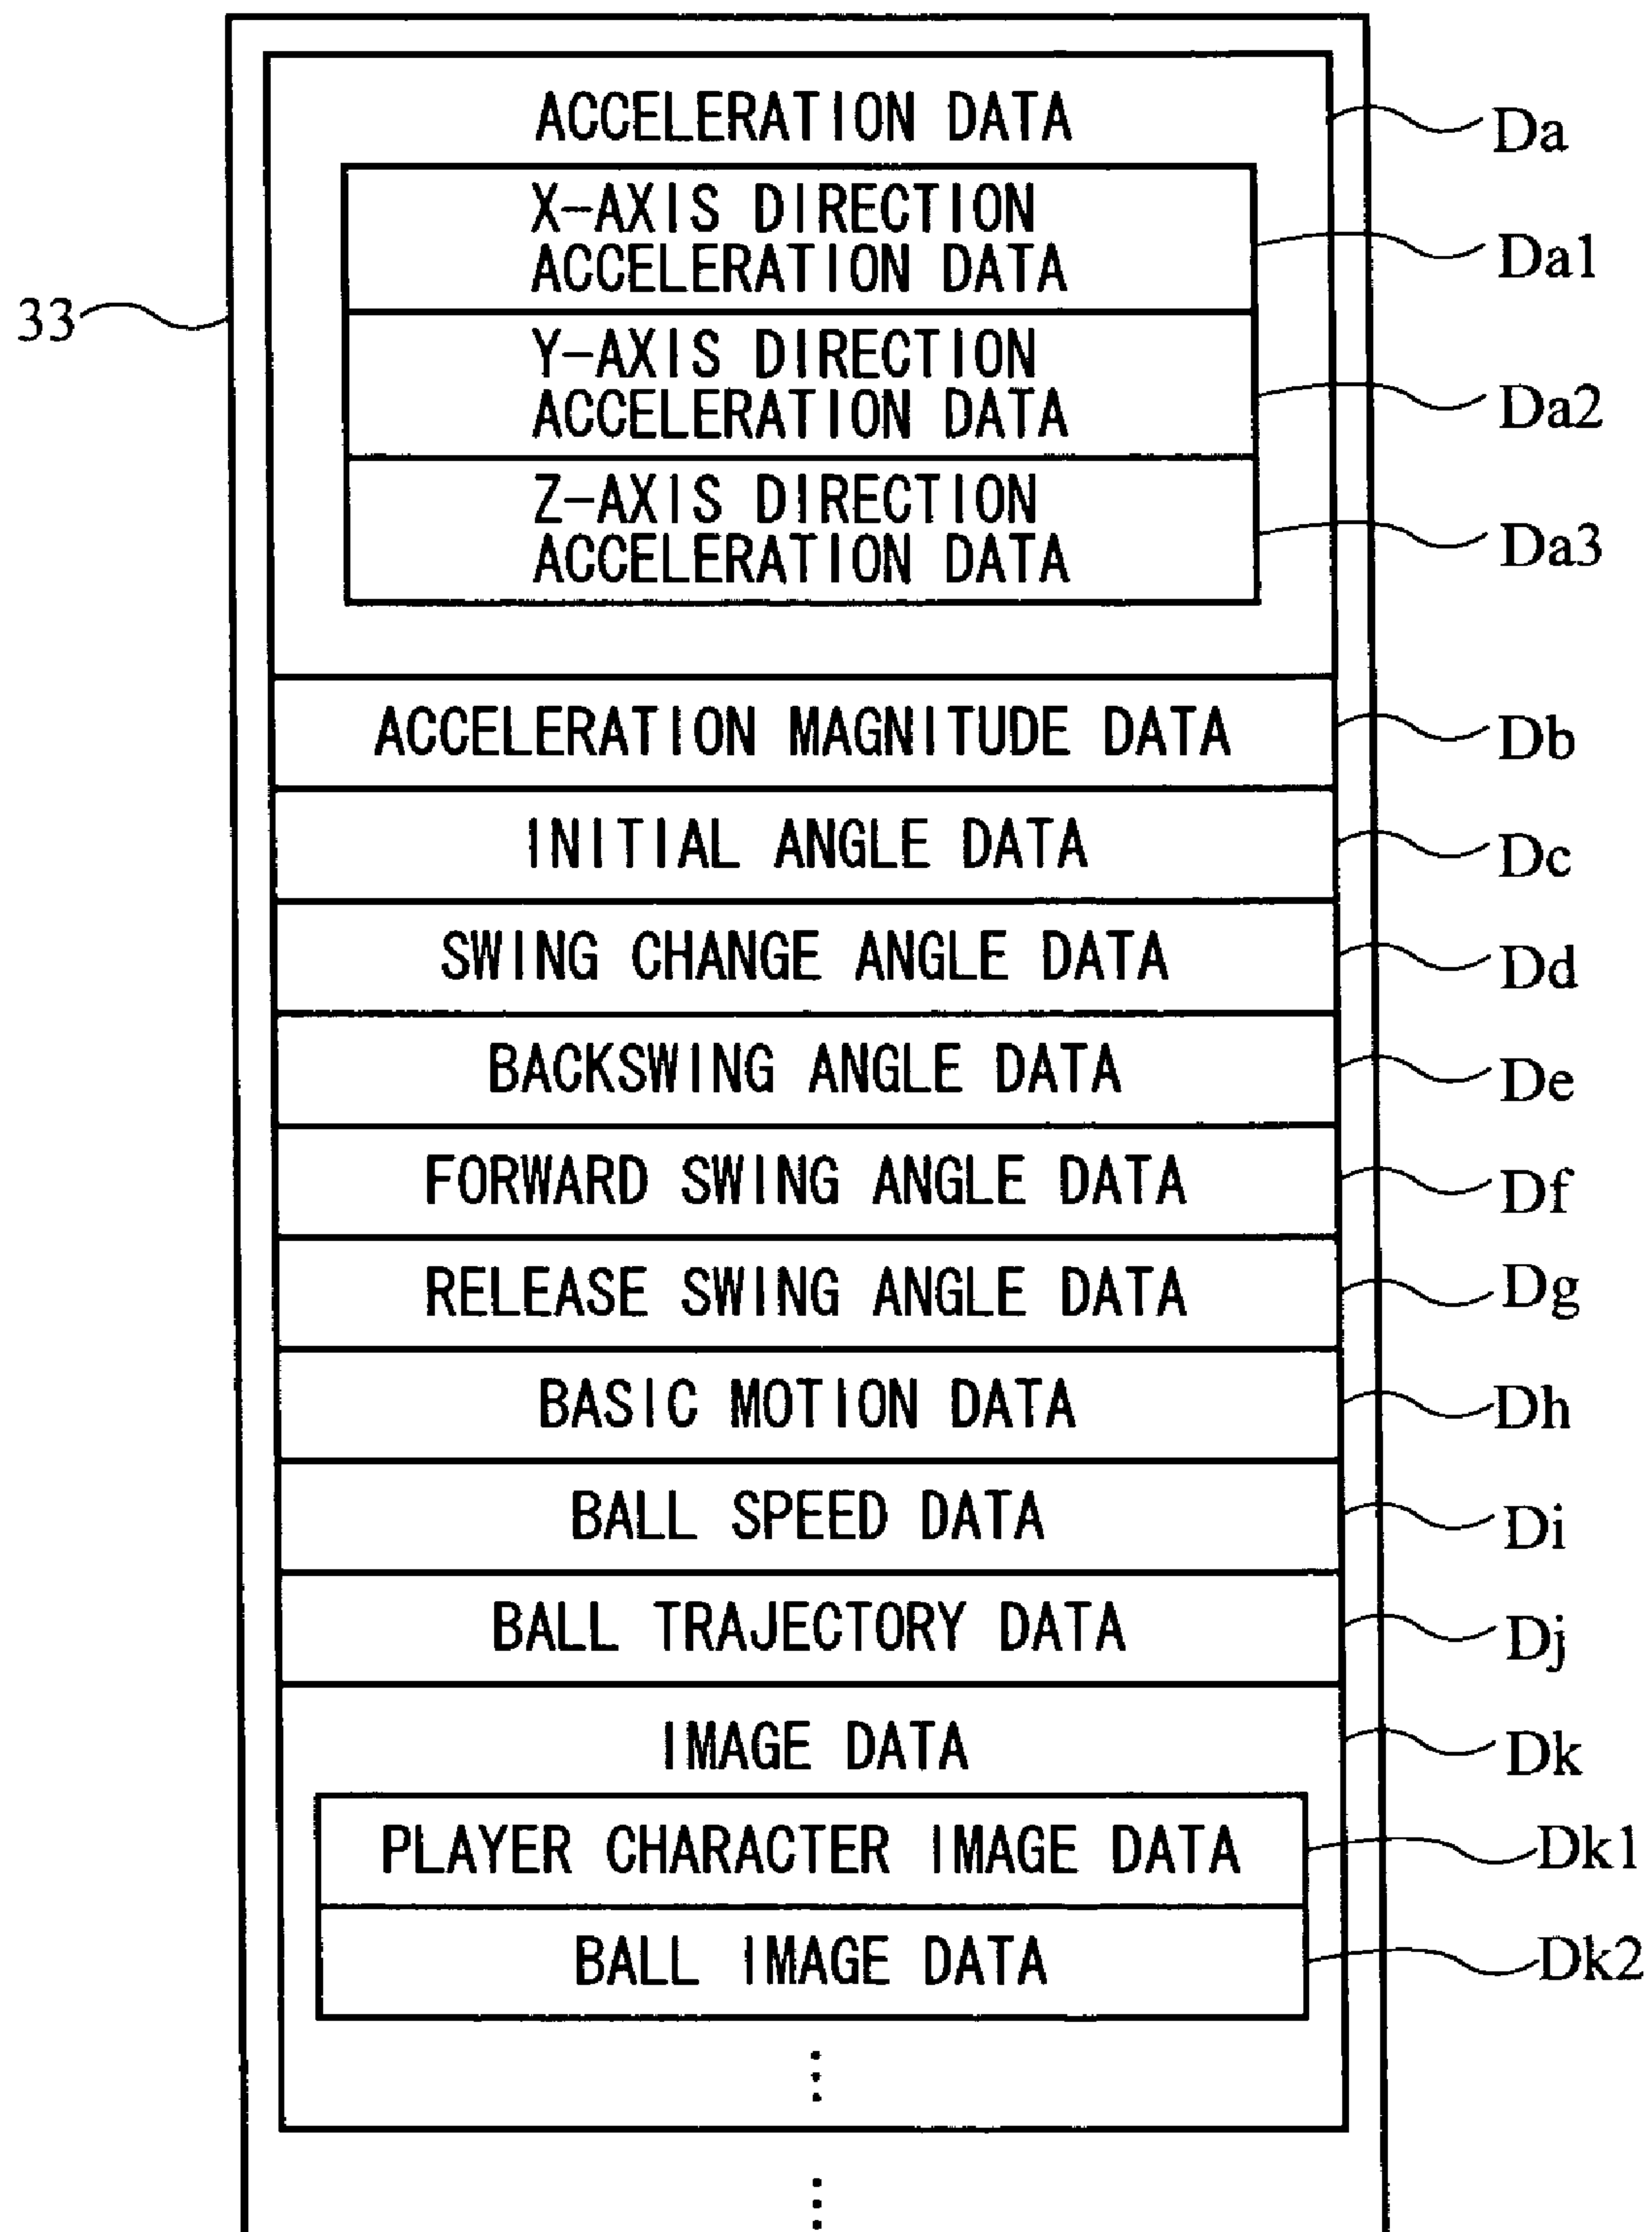 ACCELERATION DATA
Da
X-AXIS DIRECTION
ACCELERATION DATA
Da1
33
Y-AXIS DIRECTION
ACCELERATION DATA
Da2
Z-AXIS DIRECTION
ACCELERATION DATA
Da3
ACCELERATION MAGNITUDE DATA
Db
INITIAL ANGLE DATA
Dc
SWING CHANGE ANGLE DATA
Dd
BACKSWING ANGLE DATA
De
FORWARD SWING ANGLE DATA
Df
RELEASE SWING ANGLE DATA
Dg
BASIC MOTION DATA
Dh
BALL SPEED DATA
Di
BALL TRAJECTORY DATA
Dj
IMAGE DATA
Dk
PLAYER CHARACTER IMAGE DATA
Dk1
BALL IMAGE DATA
Dk2